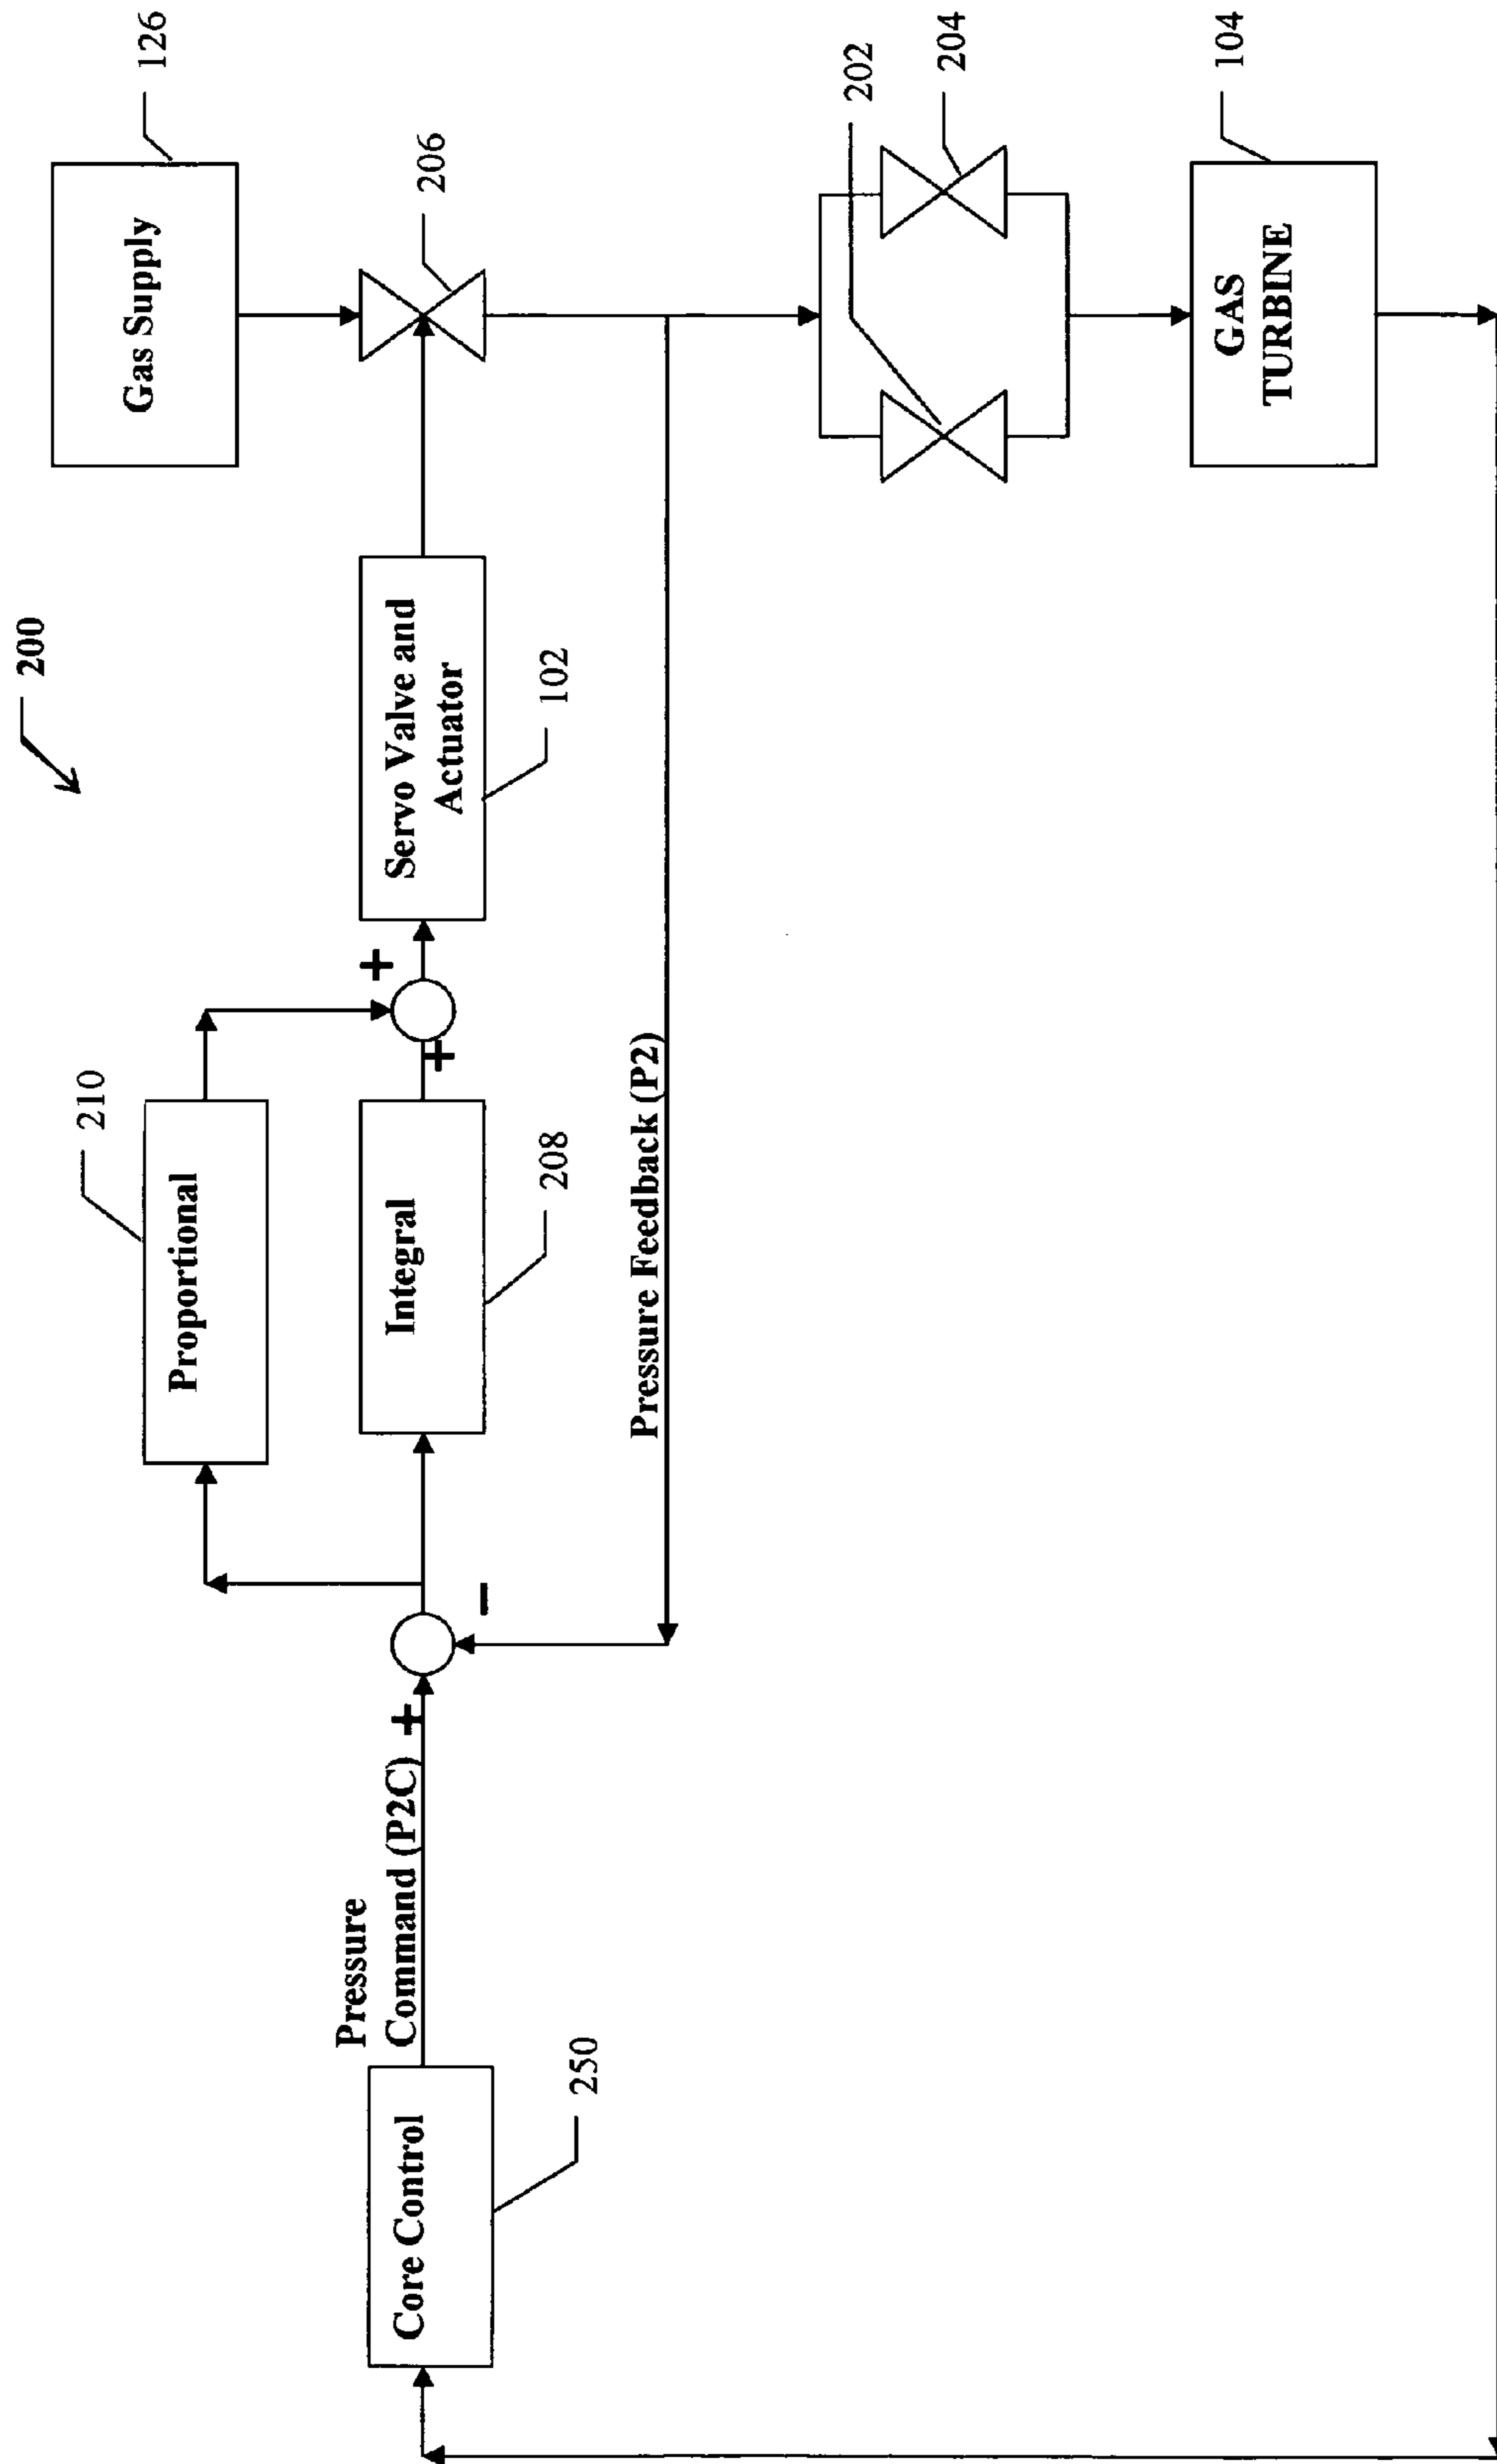 200
Gas Supply
126
206
Servo Valve and
Actuator
102
+
+
Proportional
210
Integral
208
Pressure Feedback (P2)
-
+
Pressure
Command (P2C)
Core Control
250
202
204
GAS
TURBINE
104